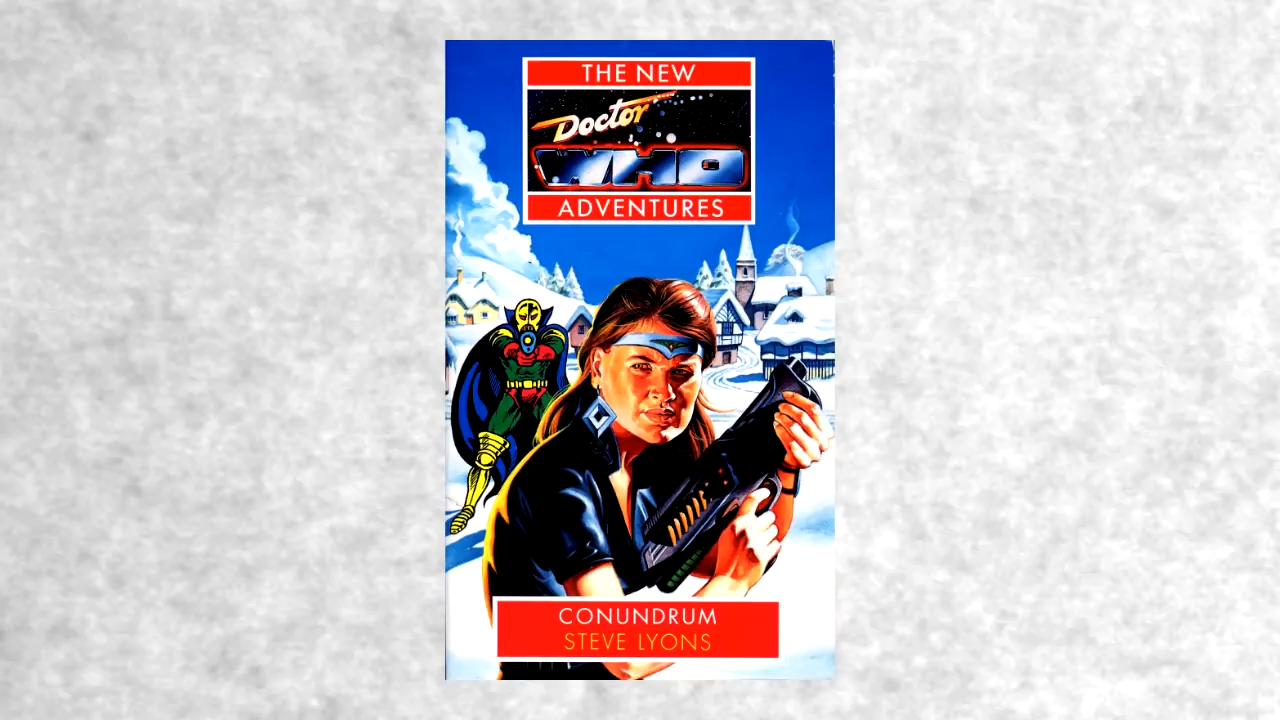 THE NEW
Doctor
WHO
ADVENTURES
CONUNDRUM
STEVE LYONS